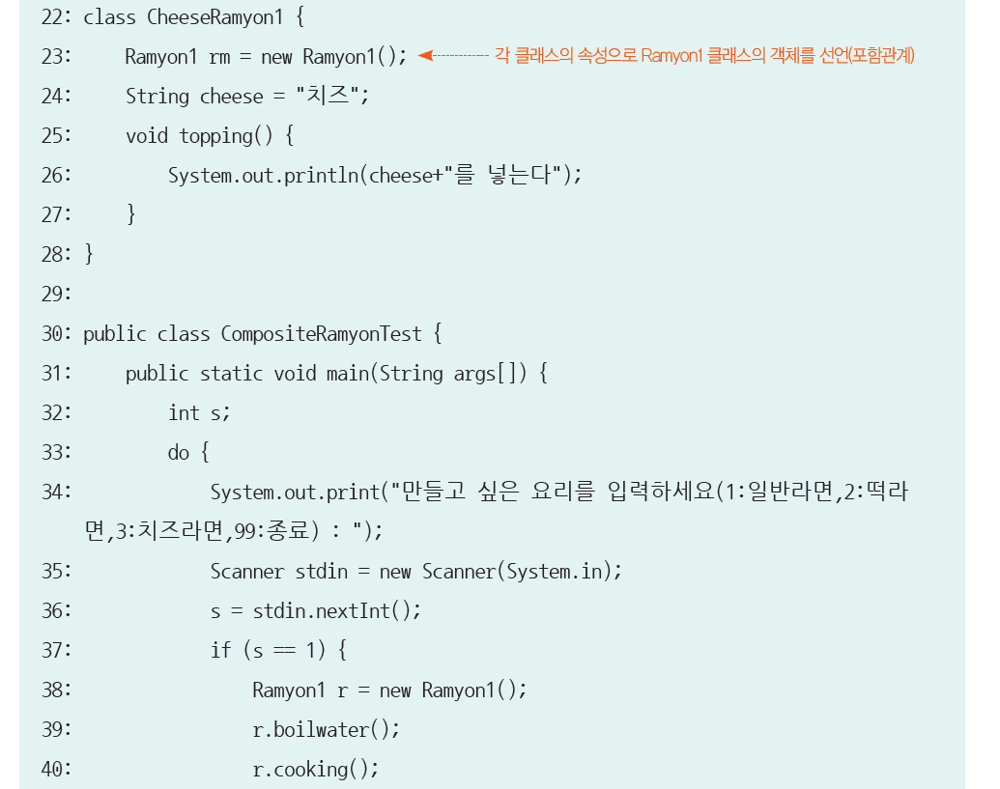 22: class CheeseRamyon1 {
23:     Ramyon1 rm = new Ramyon1(); 각 클래스의 속성으로 Ramyon1 클래스의 객체를 선언(포함관계)
24:     String cheese = "치즈";
25:     void topping() {
26:         System.out.println(cheese+"를 넣는다");
27:     }
28: }
29:
30: public class CompositeRamyonTest {
31:     public static void main(String args[]) {
32:         int s;
33:         do {
34:             System.out.print("만들고 싶은 요리를 입력하세요(1:일반라면,2:떡라
면,3:치즈라면,99:종료) : ");
35:             Scanner stdin = new Scanner(System.in);
36:             s = stdin.nextInt();
37:             if (s == 1) {
38:                 Ramyon1 r = new Ramyon1();
39:                 r.boilwater();
40:                 r.cooking();